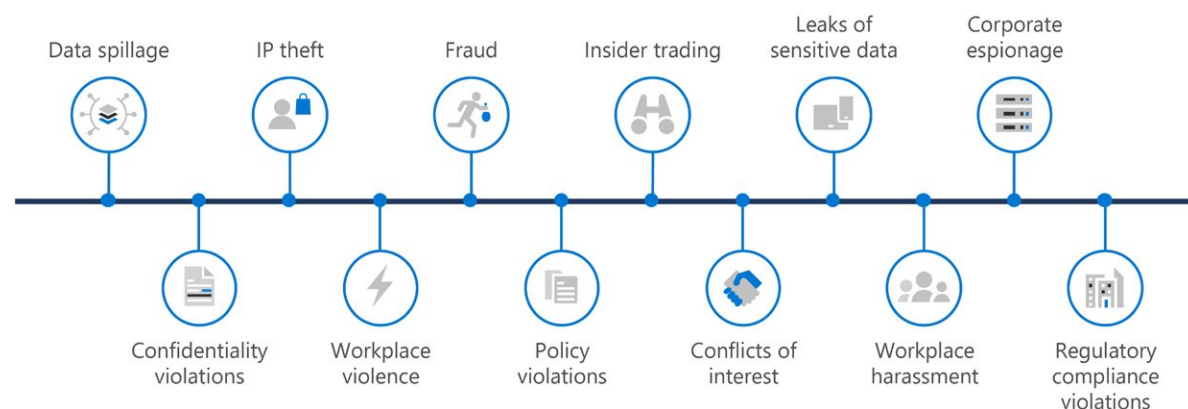 Data spillage
IP theft
Fraud
Insider trading
Leaks of
sensitive data
Corporate
espionage
Confidentiality
violations
Workplace
violence
Policy
violations
Conflicts of
interest
Workplace
harassment
Regulatory
compliance
violations